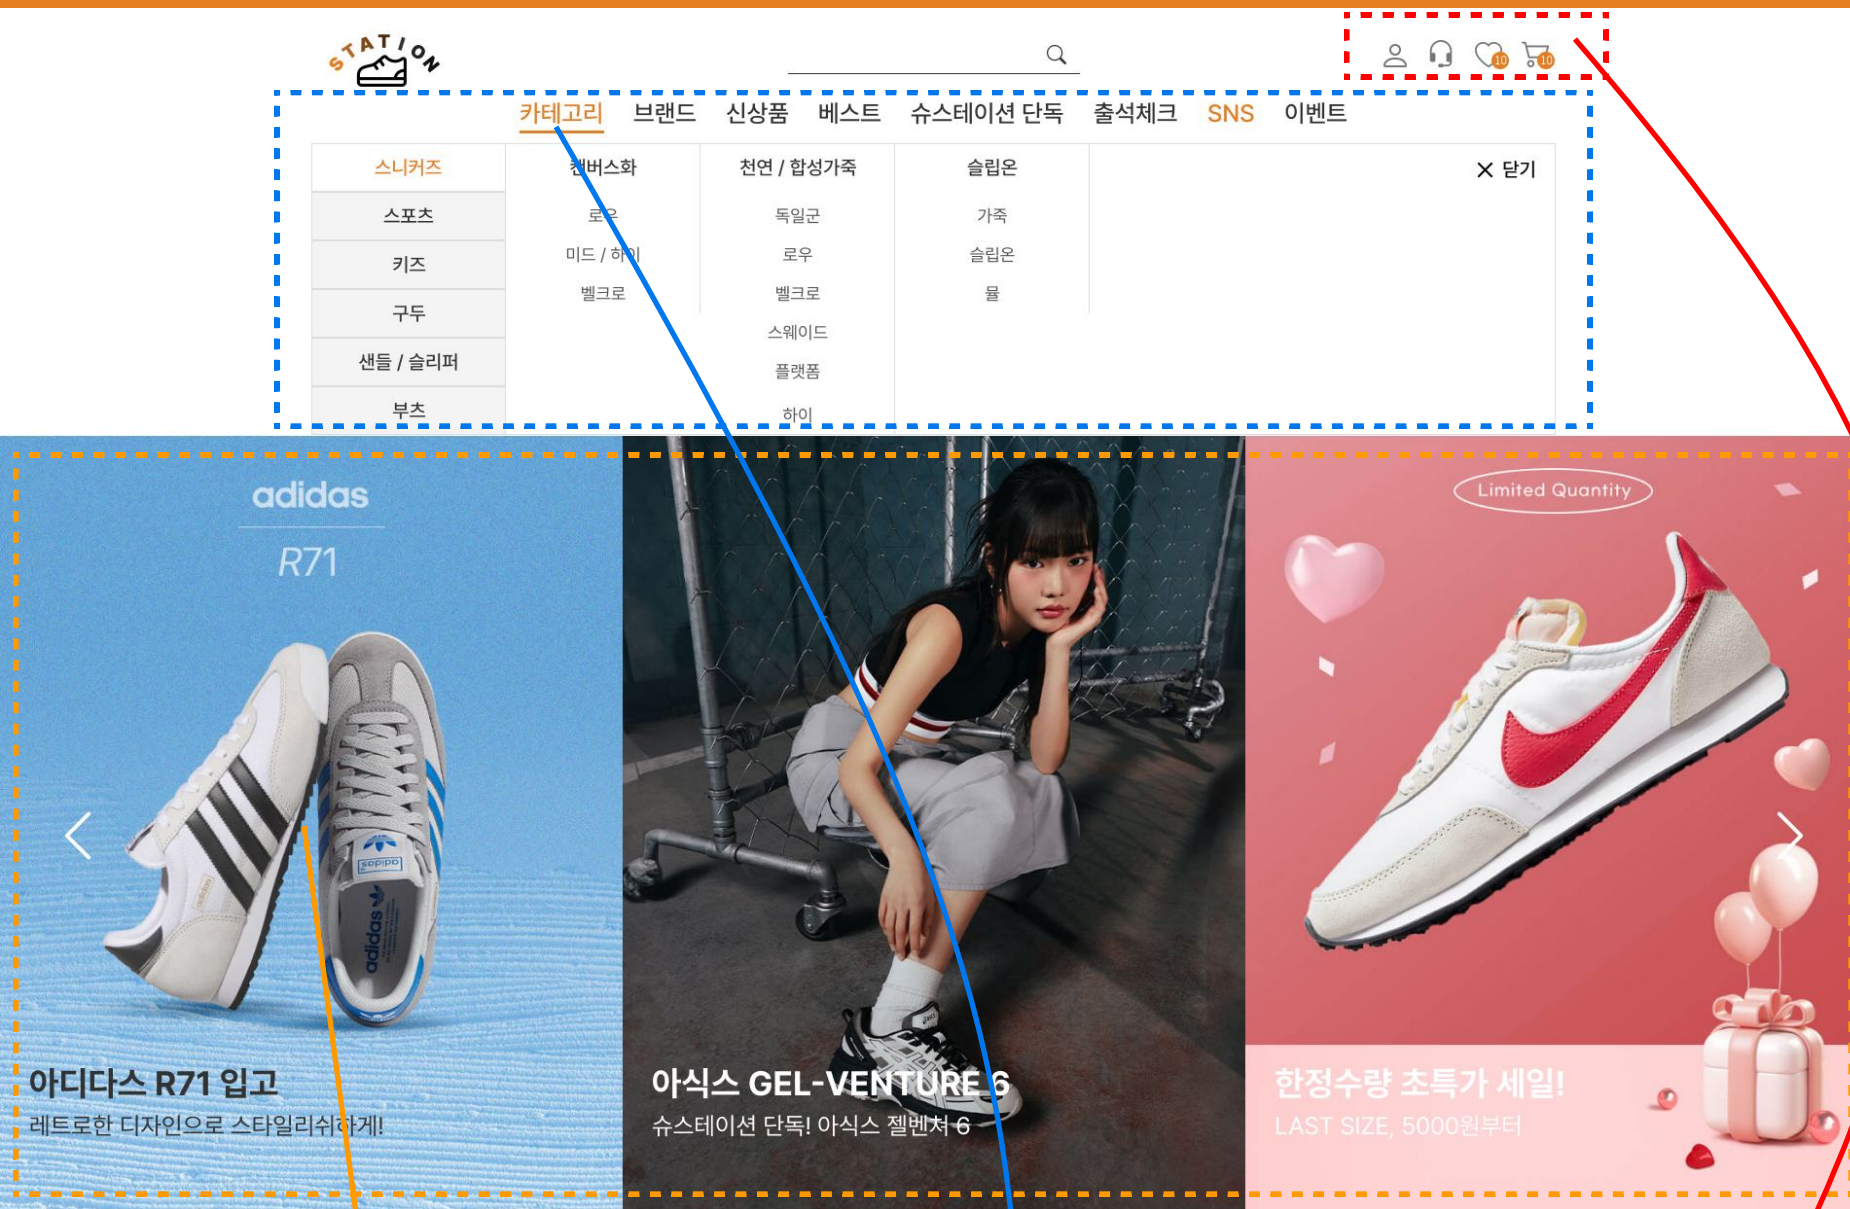 STATION
10
10
카테고리 브랜드 신상품 베스트 슈스테이션 단독 출석체크 SNS 이벤트
스니커즈 캔버스화 천연 / 합성가죽 슬립온 닫기
스포츠 로우 독일군 가죽
키즈 미드 / 하이 로우 슬립온
벨크로 벨크로 뮬
구두
스웨이드
샌들 / 슬리퍼 플랫폼
부츠 하이
adidas
R71
adidas
adidas
adidas
아디다스 R71 입고
레트로한 디자인으로 스타일리쉬하게!
아식스 GEL-VENTURE 6
슈스테이션 단독! 아식스 젤벤처 6
Limited Quantity
한정수량 초특가 세일!
LAST SIZE, 5000원부터